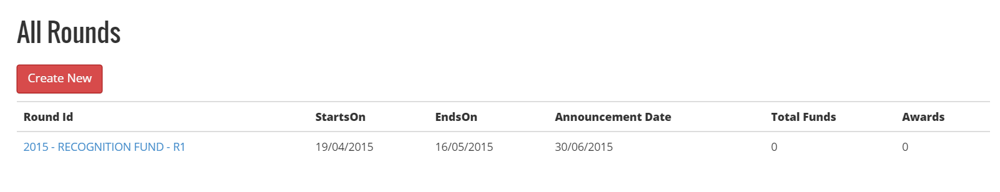 All Rounds
Create New
Round Id StartsOn EndsOn Announcement Date Total Funds Awards
2015 - RECOGNITION FUND - R1 19/04/2015 16/05/2015 30/06/2015 0 0